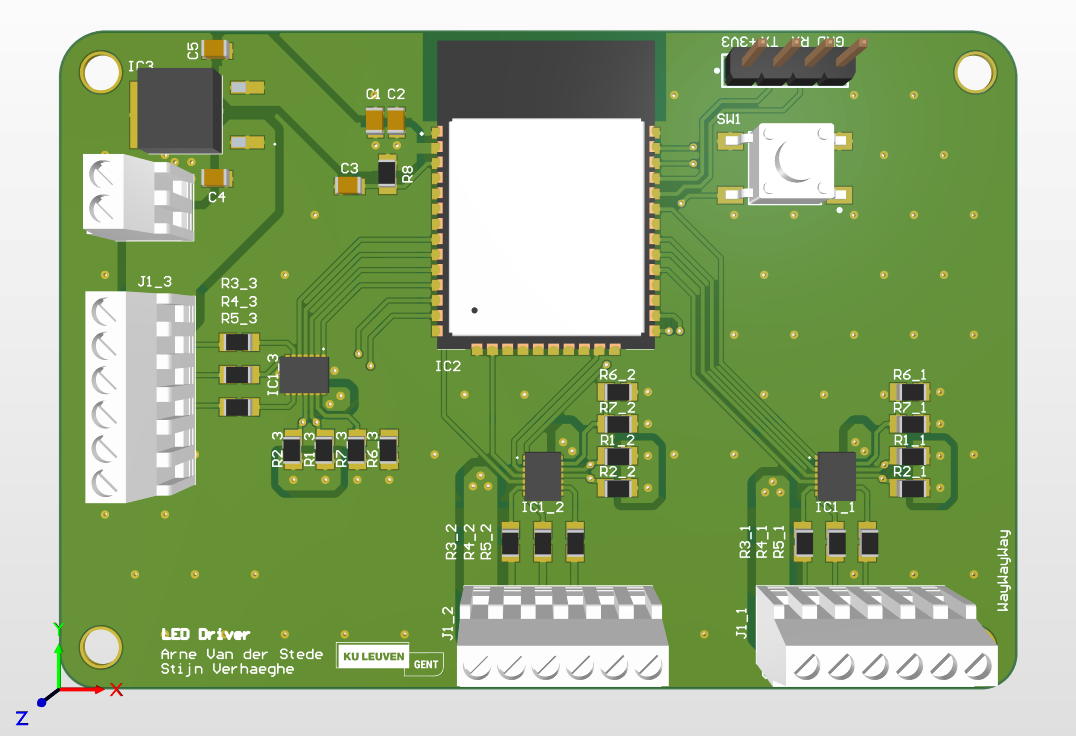 C5
IC3
GND RX TX +3V3
C1 C2
SW1
C3
R8
C4
J1_3
R3_3
R4_3
R5_3
IC1_3
IC2
R6_2
R7_2
R1_2
R2_2
R6_1
R7_1
R1_1
R2_1
R2_3
R1_3
R7_3
R6_3
IC1_2
IC1_1
R3_2
R4_2
R5_2
R3_1
R4_1
R5_1
J1_2
J1_1
MayMayMay
LED Driver
Arne Van der Stede
Stijn Verhaeghe
KU LEUVEN
GENT
Y
X
Z